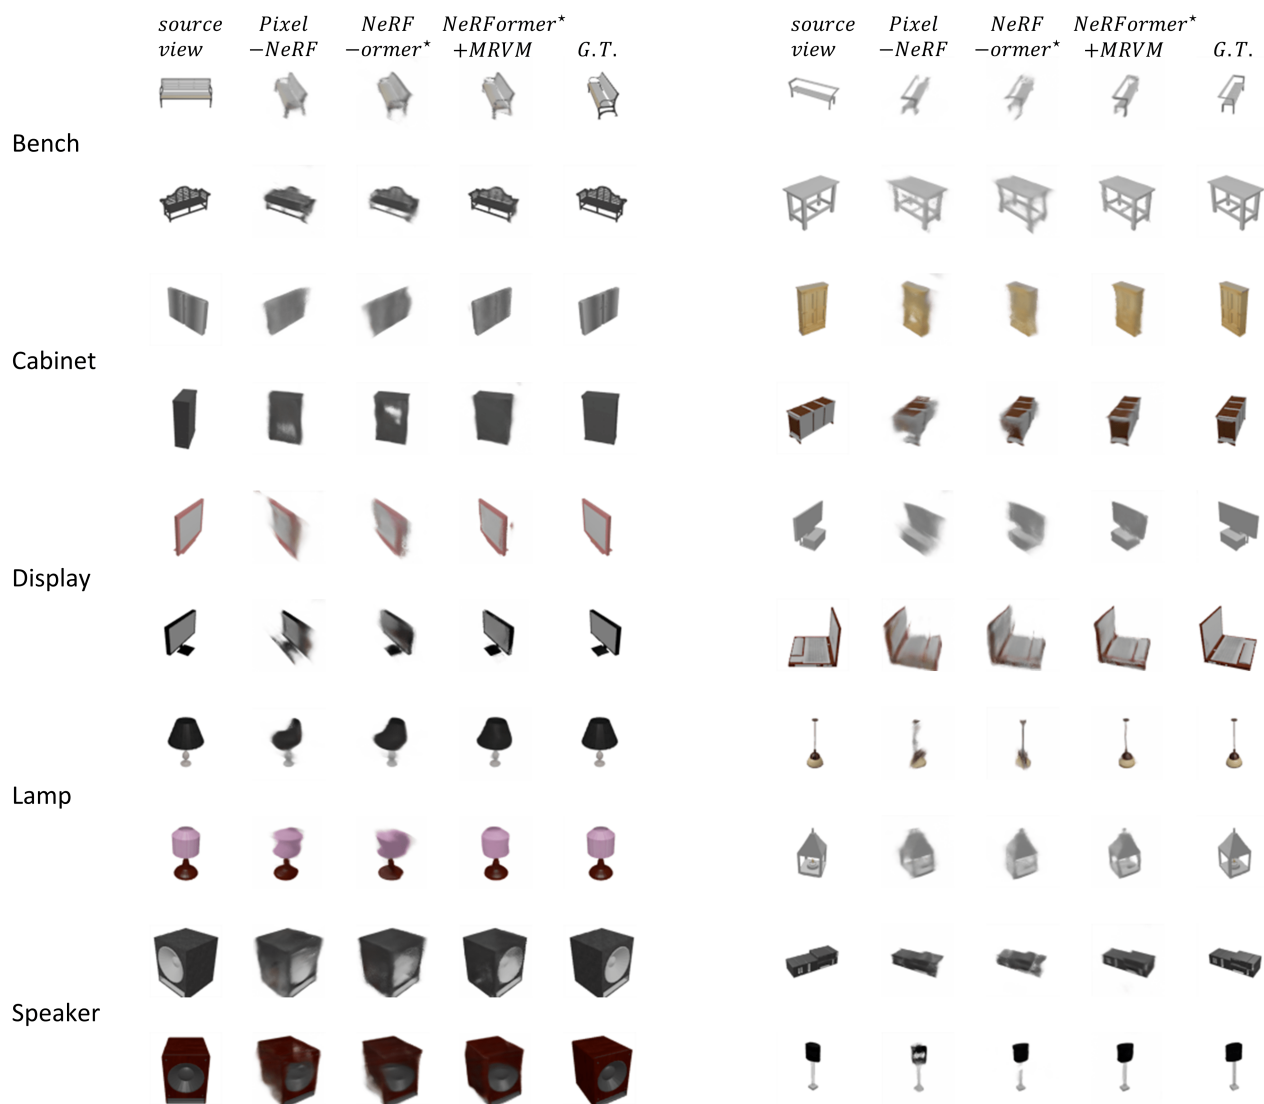 source view Pixel −NeRF NeRF −ormer⋆ NeRFormer⋆ +MRVM G.T. source view Pixel −NeRF NeRF −ormer⋆ NeRFormer⋆ +MRVM G.T.
Bench
Cabinet
Display
Lamp
Speaker